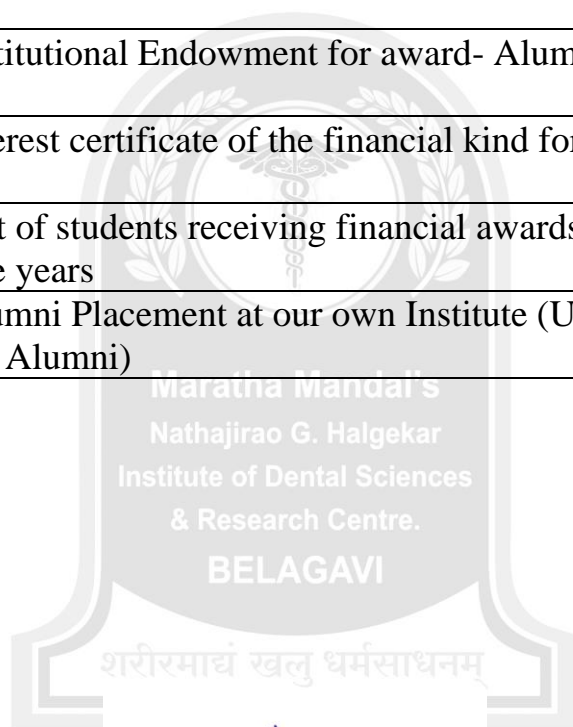 titutional Endowment for award- Alum
erest certificate of the financial kind for
t of students receiving financial awards
e years
umni Placement at our own Institute (U
Alumni)
Maratha Mandal's
Nathajirao G. Halgekar
Institute of Dental Sciences
& Research Centre.
BELAGAVI
शरीरमाद्यं खलु धर्मसाधनम्